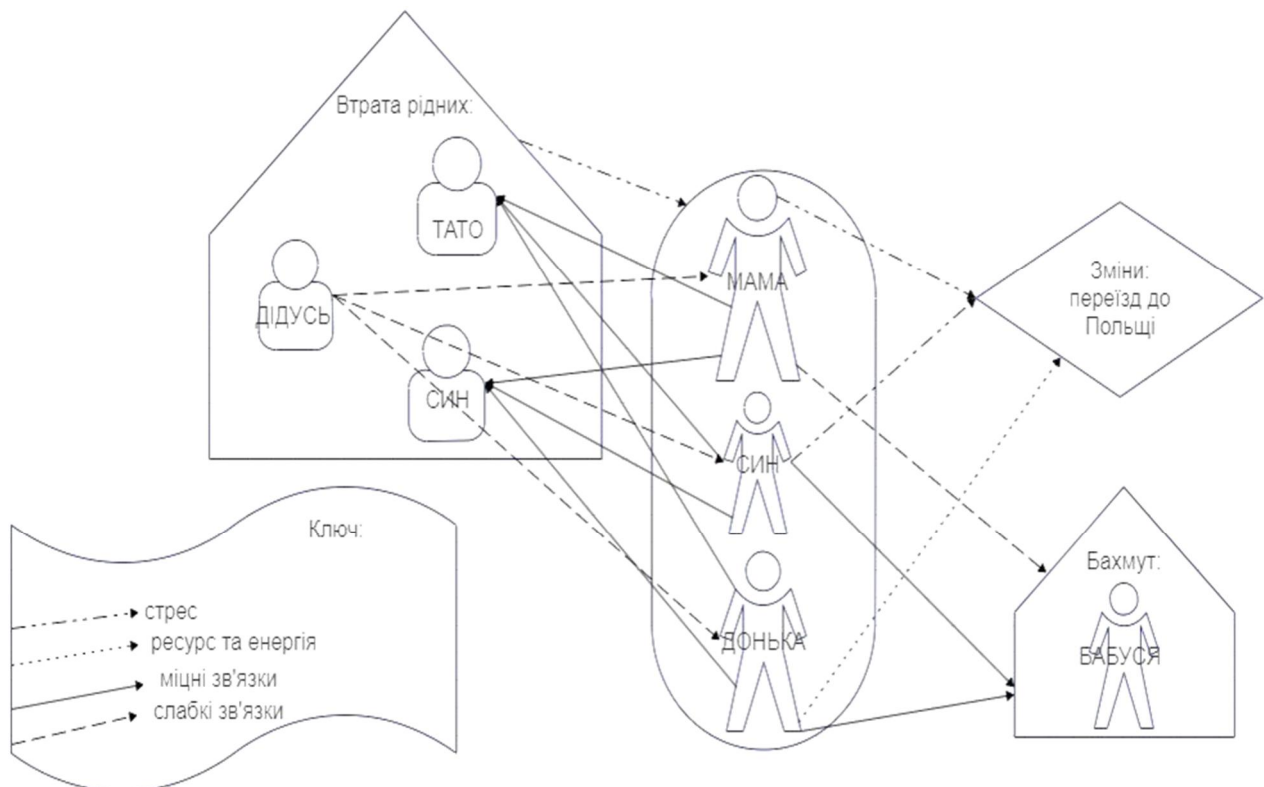 Втрата рідних:
ТАТО
ДІДУСЬ
СИН
МАМА
СИН
ДОНЬКА
Зміни:
переїзд до
Польщі
Бахмут:
БАБУСЯ
Ключ:
стрес
ресурс та енергія
міцні зв'язки
слабкі зв'язки